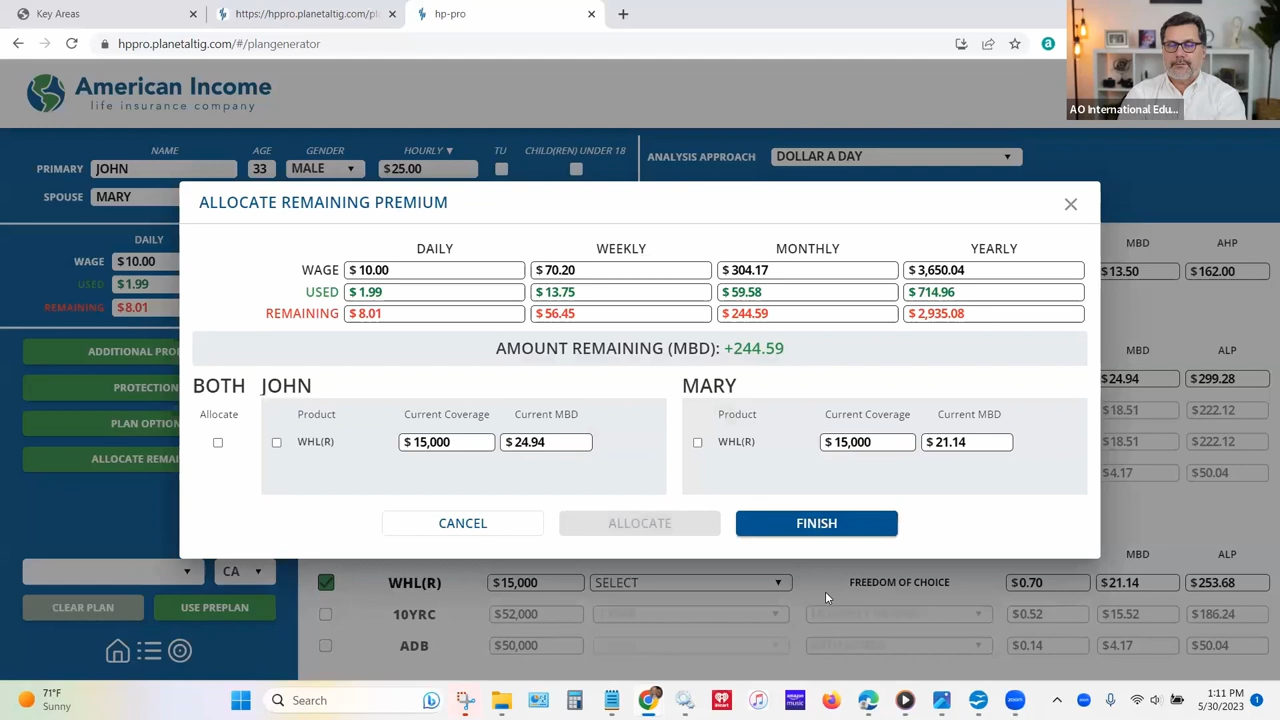 Key Areas
https://hppro.planetaltig.com/pl
hp-pro
hppro.planetaltig.com/#/plangenerator
American Income
life insurance company
AO International Edu...
NAME AGE GENDER HOURLY ▼ TU CHILD(REN) UNDER 18
PRIMARY JOHN 33 MALE $25.00 ANALYSIS APPROACH DOLLAR A DAY
SPOUSE MARY
ALLOCATE REMAINING PREMIUM
DAILY MBD AHP
WAGE $10.00 $13.50 $162.00
USED $1.99
REMAINING $8.01
DAILY WEEKLY MONTHLY YEARLY
WAGE $ 10.00 $ 70.20 $ 304.17 $ 3,650.04
USED $ 1.99 $ 13.75 $ 59.58 $ 714.96
REMAINING $ 8.01 $ 56.45 $ 244.59 $ 2,935.08
AMOUNT REMAINING (MBD): +244.59
ADDITIONAL PRO
PROTECTION
PLAN OPTION
ALLOCATE REMAI
BOTH JOHN MARY
Allocate Product Current Coverage Current MBD Product Current Coverage Current MBD
WHL(R) $ 15,000 $ 24.94 WHL(R) $ 15,000 $ 21.14
CANCEL ALLOCATE FINISH
MBD ALP
$24.94 $299.28
$18.51 $222.12
$18.51 $222.12
$4.17 $50.04
MBD ALP
CA WHL(R) $15,000 SELECT FREEDOM OF CHOICE $0.70 $21.14 $253.68
CLEAR PLAN USE PREPLAN 10YRC $52,000 $0.52 $15.52 $186.24
ADB $50,000 $0.14 $4.17 $50.04
71°F
Sunny
Search
1:11 PM
5/30/2023
1